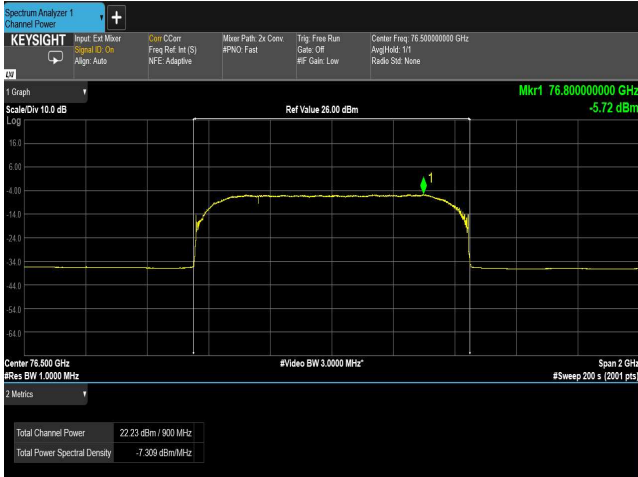 Spectrum Analyzer 1
Channel Power
+
KEYSIGHT
Input: Ext Mixer
Signal ID: On
Align: Auto
Corr CCorr
Freq Ref: Int (S)
NFE: Adaptive
Mixer Path: 2x Conv.
#PNO: Fast
Trig: Free Run
Gate: Off
#IF Gain: Low
Center Freq: 76.500000000 GHz
Avg|Hold: 1/1
Radio Std: None
LXI
1 Graph
Scale/Div 10.0 dB
Ref Value 26.00 dBm
Mkr1 76.800000000 GHz
-5.72 dBm
Log
16.0
6.00
-4.00
-14.0
-24.0
-34.0
-44.0
-54.0
-64.0
1
Center 76.500 GHz
#Video BW 3.0000 MHz*
Span 2 GHz
#Res BW 1.0000 MHz
#Sweep 200 s (2001 pts)
2 Metrics
Total Channel Power 22.23 dBm / 900 MHz
Total Power Spectral Density -7.309 dBm/MHz